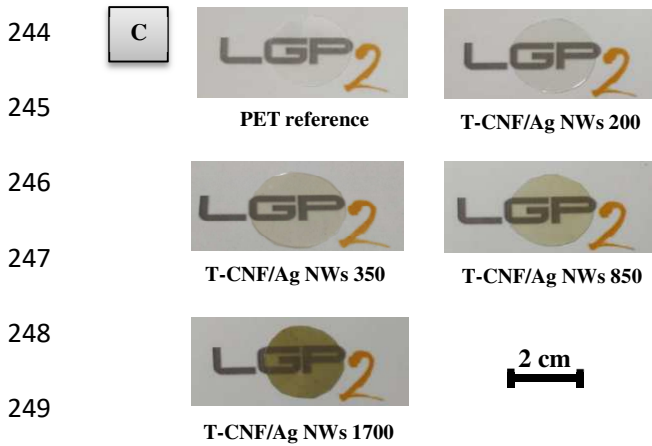 244
C
LGP2
LGP2
245
PET reference
T-CNF/Ag NWs 200
246
LGP2
LGP2
247
T-CNF/Ag NWs 350
T-CNF/Ag NWs 850
248
LGP2
2 cm
249
T-CNF/Ag NWs 1700